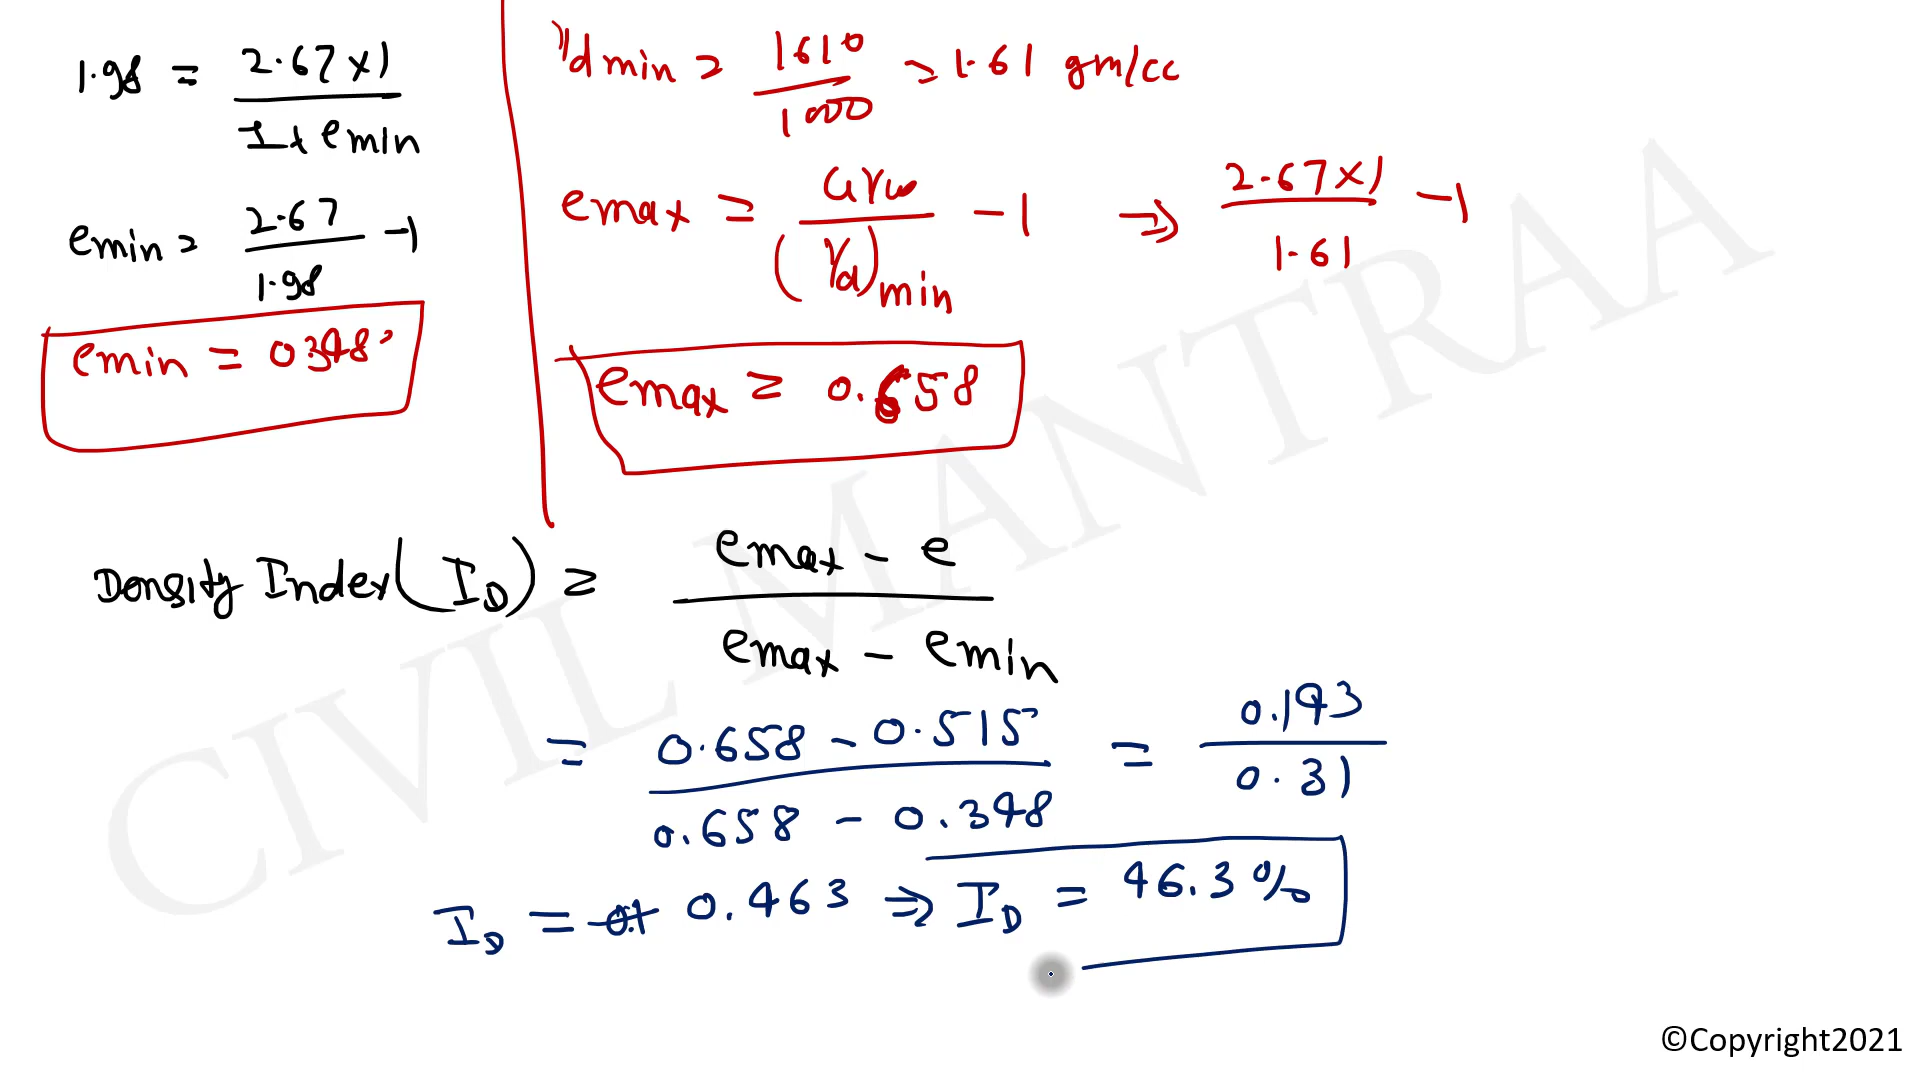 1.98 = 2.67 x 1 / 1 + emin
emin = 2.67 / 1.98 - 1
emin = 0.348
γd min = 1610 / 1000 = 1.61 gm/cc
emax = Gγω / (γd)min - 1 ⇒ 2.67 x 1 / 1.61 - 1
emax = 0.658
Density Index (ID) = emax - e / emax - emin
= 0.658 - 0.515 / 0.658 - 0.348 = 0.143 / 0.31
ID = 0.463 ⇒ ID = 46.3 %
CIVIL MANTRAA
©Copyright2021